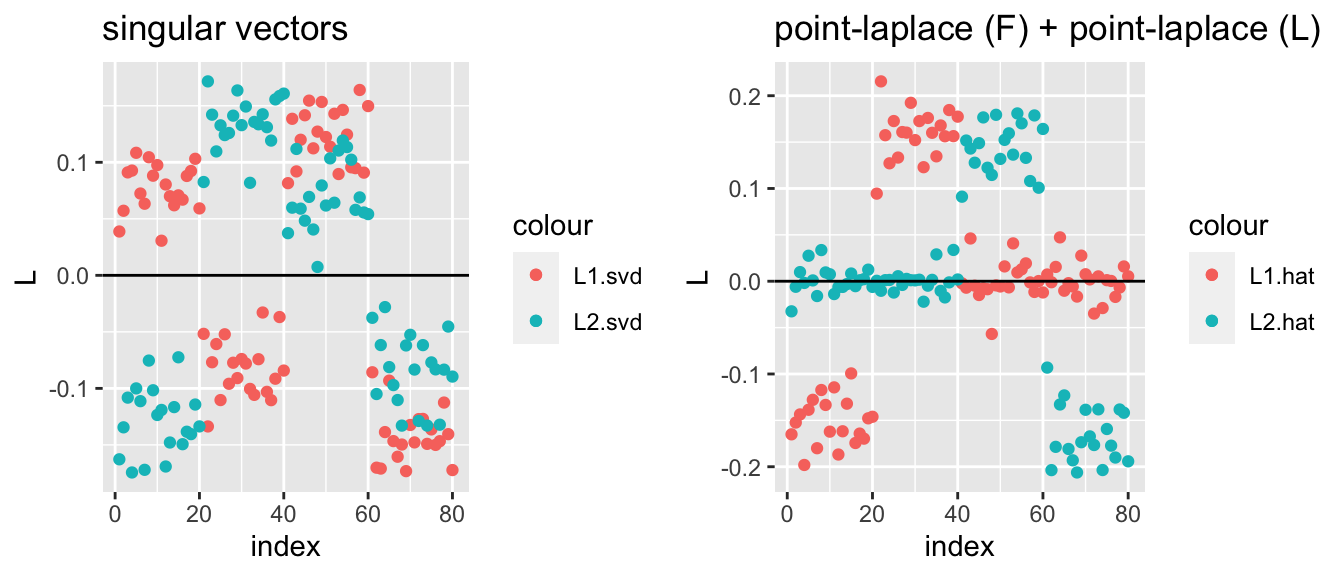 singular vectors
L
0.1
0.0
-0.1
0
20
40
60
80
index
colour
L1.svd
L2.svd
point-laplace (F) + point-laplace (L)
L
0.2
0.1
0.0
-0.1
-0.2
0
20
40
60
80
index
colour
L1.hat
L2.hat